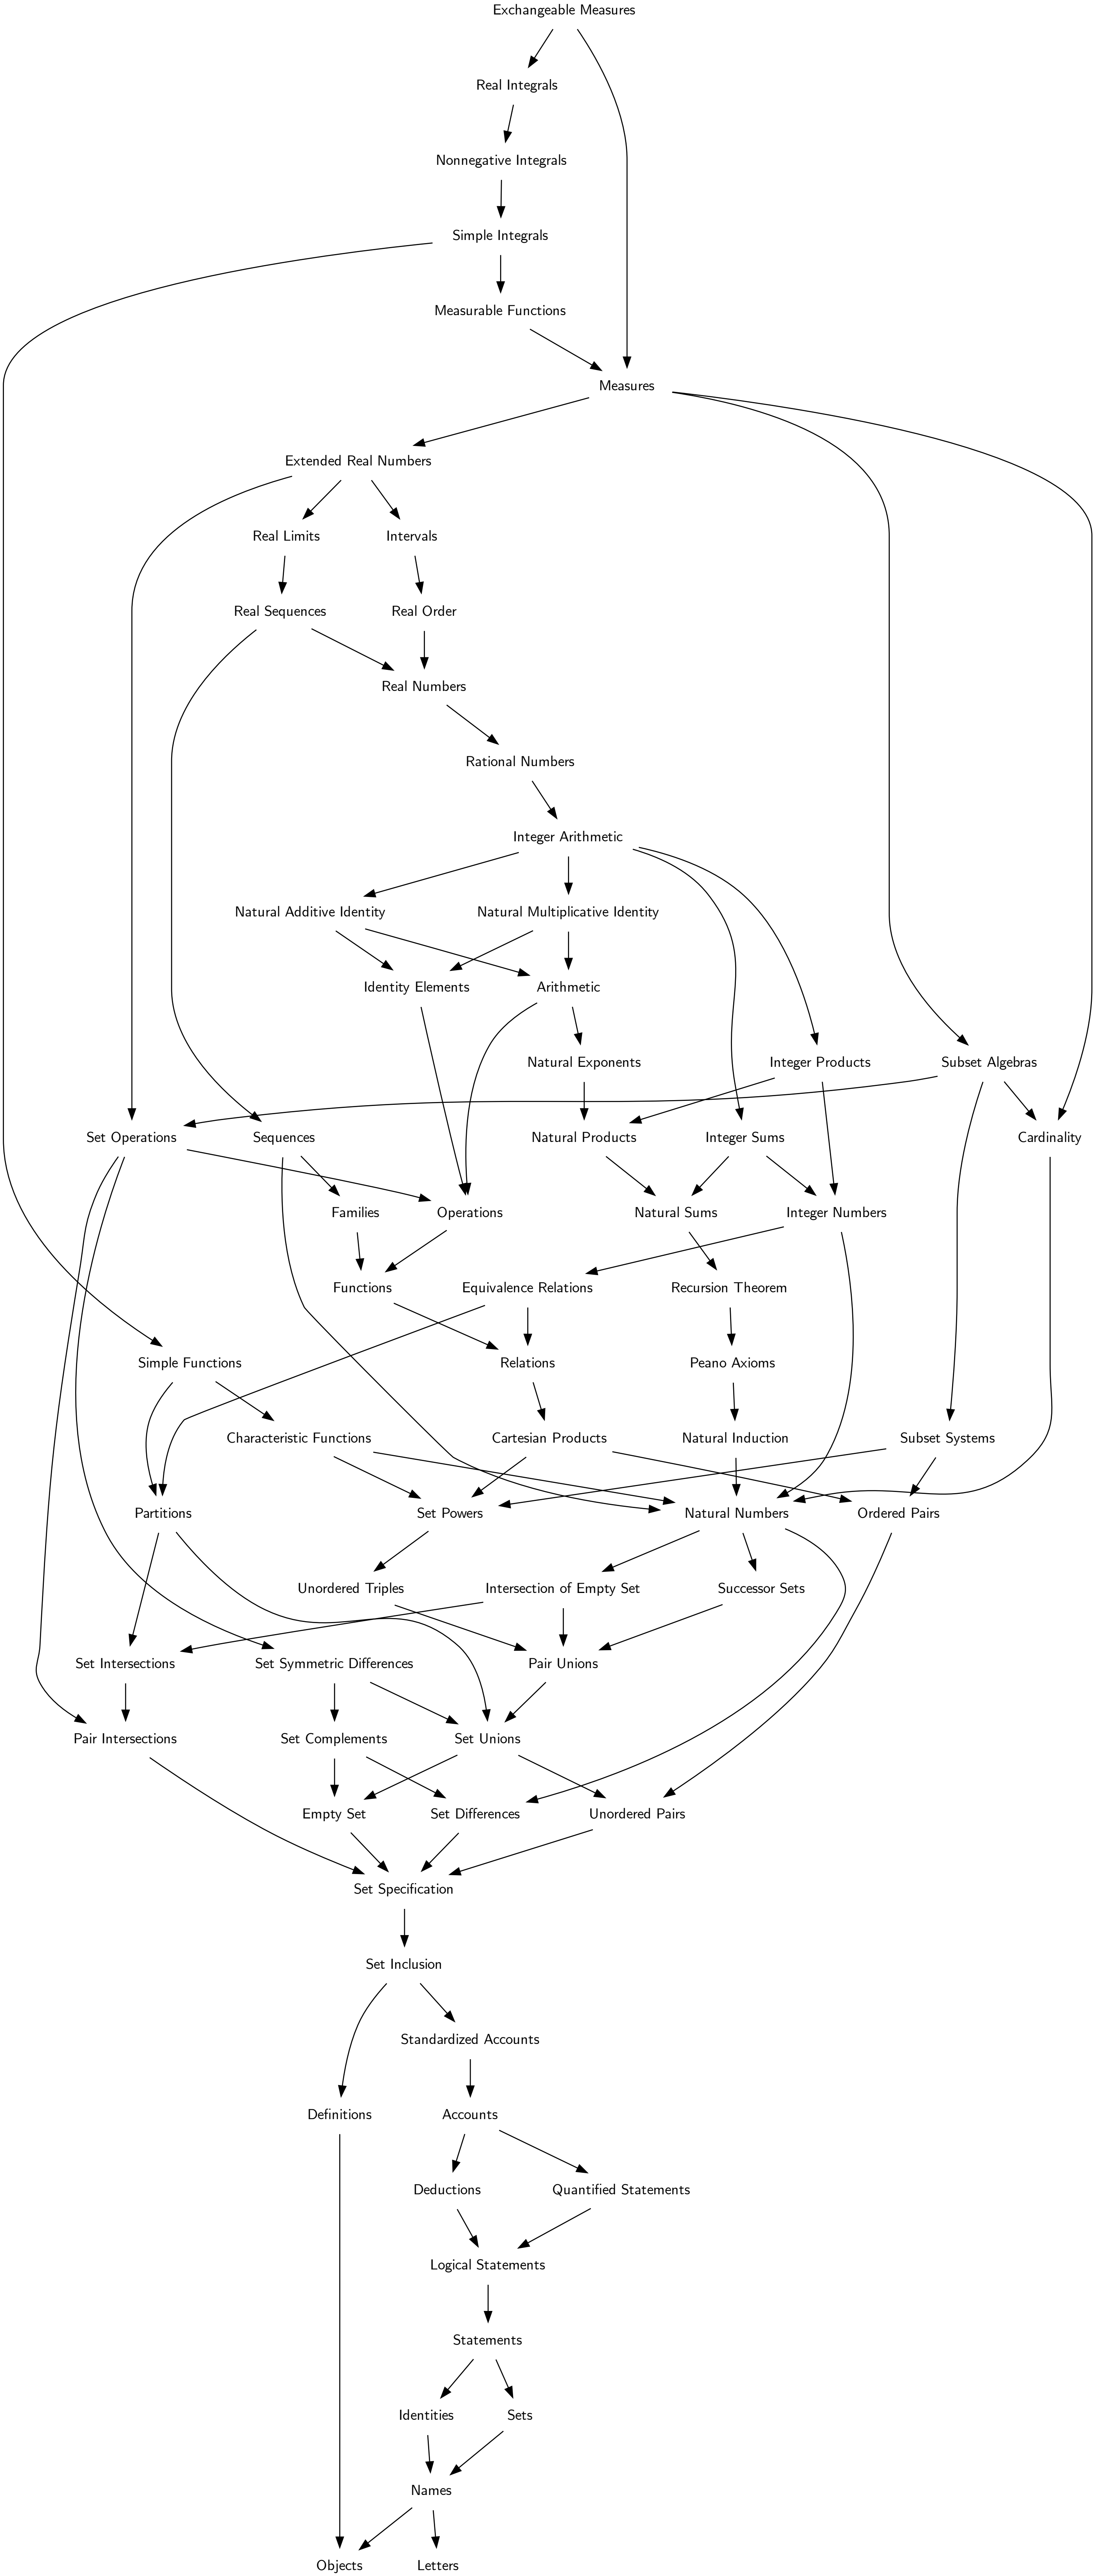 Exchangeable Measures
Real Integrals
Nonnegative Integrals
Simple Integrals
Measurable Functions
Measures
Extended Real Numbers
Real Limits
Intervals
Real Sequences
Real Order
Real Numbers
Rational Numbers
Integer Arithmetic
Natural Additive Identity
Natural Multiplicative Identity
Identity Elements
Arithmetic
Natural Exponents
Integer Products
Subset Algebras
Set Operations
Sequences
Natural Products
Integer Sums
Cardinality
Families
Operations
Natural Sums
Integer Numbers
Functions
Equivalence Relations
Recursion Theorem
Simple Functions
Relations
Peano Axioms
Characteristic Functions
Cartesian Products
Natural Induction
Subset Systems
Partitions
Set Powers
Natural Numbers
Ordered Pairs
Unordered Triples
Intersection of Empty Set
Successor Sets
Set Intersections
Set Symmetric Differences
Pair Unions
Pair Intersections
Set Complements
Set Unions
Empty Set
Set Differences
Unordered Pairs
Set Specification
Set Inclusion
Standardized Accounts
Definitions
Accounts
Deductions
Quantified Statements
Logical Statements
Statements
Identities
Sets
Names
Objects
Letters